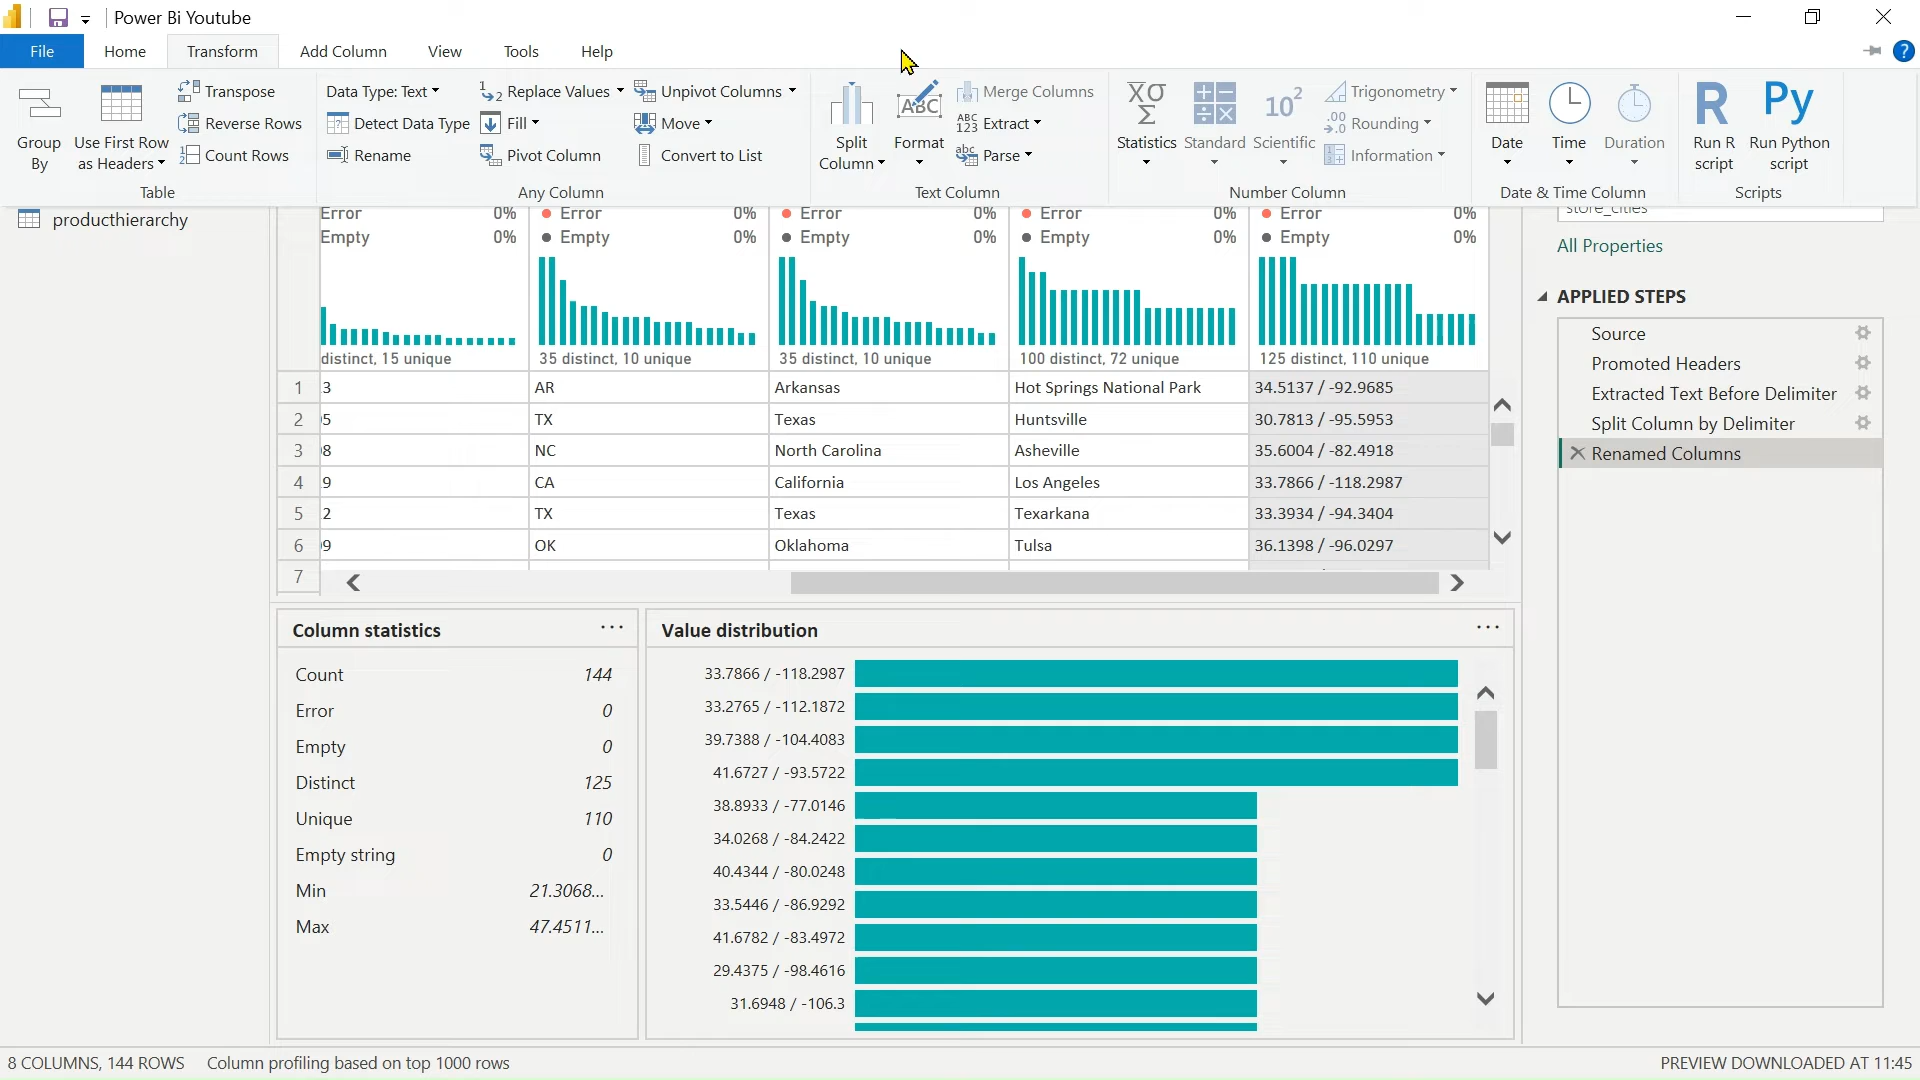 Power Bi Youtube
File Home Transform Add Column View Tools Help ?
Group By
Use First Row as Headers
Transpose
Reverse Rows
Count Rows
Table
Data Type: Text
Detect Data Type
Rename
Replace Values
Fill
Pivot Column
Unpivot Columns
Move
Convert to List
Any Column
Split Column
Format
Merge Columns
Extract
Parse
Text Column
Statistics
Standard
Scientific
Trigonometry
Rounding
Information
Number Column
Date
Time
Duration
Date & Time Column
Run R script
Run Python script
Scripts
producthierarchy
Error 0% Error 0% Error 0% Error 0% Error 0%
Empty 0% Empty 0% Empty 0% Empty 0% Empty 0%
distinct, 15 unique 35 distinct, 10 unique 35 distinct, 10 unique 100 distinct, 72 unique 125 distinct, 110 unique
1 3 AR Arkansas Hot Springs National Park 34.5137 / -92.9685
2 5 TX Texas Huntsville 30.7813 / -95.5953
3 8 NC North Carolina Asheville 35.6004 / -82.4918
4 9 CA California Los Angeles 33.7866 / -118.2987
5 2 TX Texas Texarkana 33.3934 / -94.3404
6 9 OK Oklahoma Tulsa 36.1398 / -96.0297
7
store_cities
All Properties
APPLIED STEPS
Source
Promoted Headers
Extracted Text Before Delimiter
Split Column by Delimiter
Renamed Columns
Column statistics ...
Count 144
Error 0
Empty 0
Distinct 125
Unique 110
Empty string 0
Min 21.3068...
Max 47.4511...
Value distribution ...
33.7866 / -118.2987
33.2765 / -112.1872
39.7388 / -104.4083
41.6727 / -93.5722
38.8933 / -77.0146
34.0268 / -84.2422
40.4344 / -80.0248
33.5446 / -86.9292
41.6782 / -83.4972
29.4375 / -98.4616
31.6948 / -106.3
8 COLUMNS, 144 ROWS Column profiling based on top 1000 rows PREVIEW DOWNLOADED AT 11:45